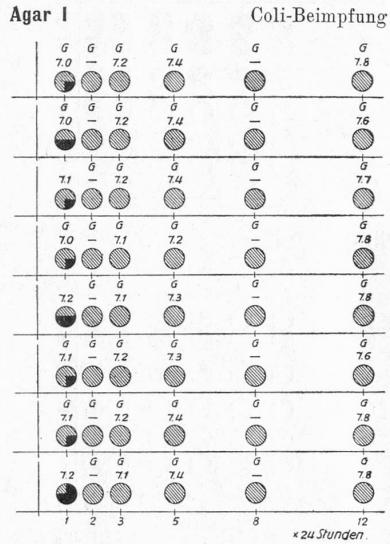 Agar I Coli-Beimpfung
G G G G G G
7.0 — 7.2 7.4 — 7.8
G G G G G G
7.0 — 7.2 7.4 — 7.6
G G G G G G
7.1 — 7.2 7.4 — 7.7
G G G G G G
7.0 — 7.1 7.2 — 7.8
G G G G G
7.2 — 7.1 7.3 — 7.8
G G G G G G
7.1 — 7.2 7.3 — 7.6
G G G G G G
7.1 — 7.2 7.4 — 7.8
G G G G G
7.2 — 7.1 7.4 — 7.8
1 2 3 5 8 12
× 24 Stunden.